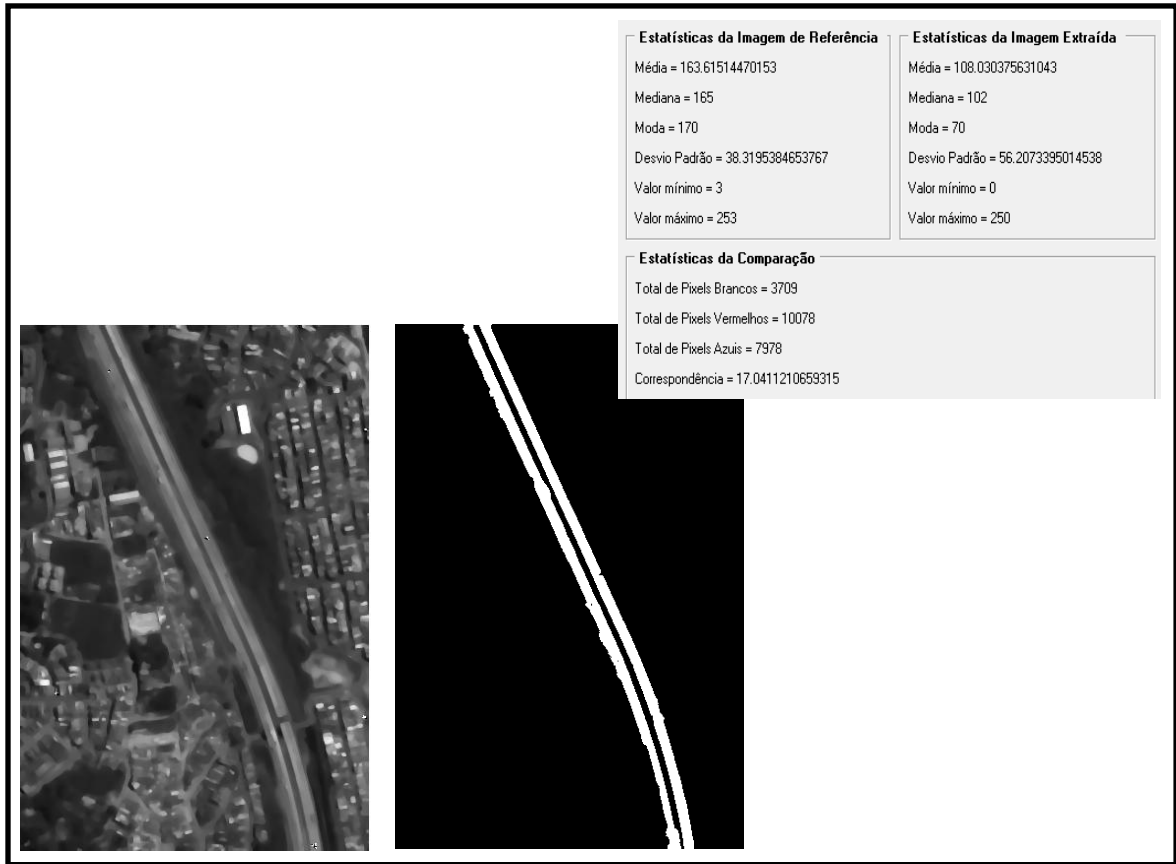 Estatísticas da Imagem de Referência
Média = 163.61514470153
Mediana = 165
Moda = 170
Desvio Padrão = 38.3195384653767
Valor mínimo = 3
Valor máximo = 253
Estatísticas da Imagem Extraída
Média = 108.030375631043
Mediana = 102
Moda = 70
Desvio Padrão = 56.2073395014538
Valor mínimo = 0
Valor máximo = 250
Estatísticas da Comparação
Total de Pixels Brancos = 3709
Total de Pixels Vermelhos = 10078
Total de Pixels Azuis = 7978
Correspondência = 17.0411210659315